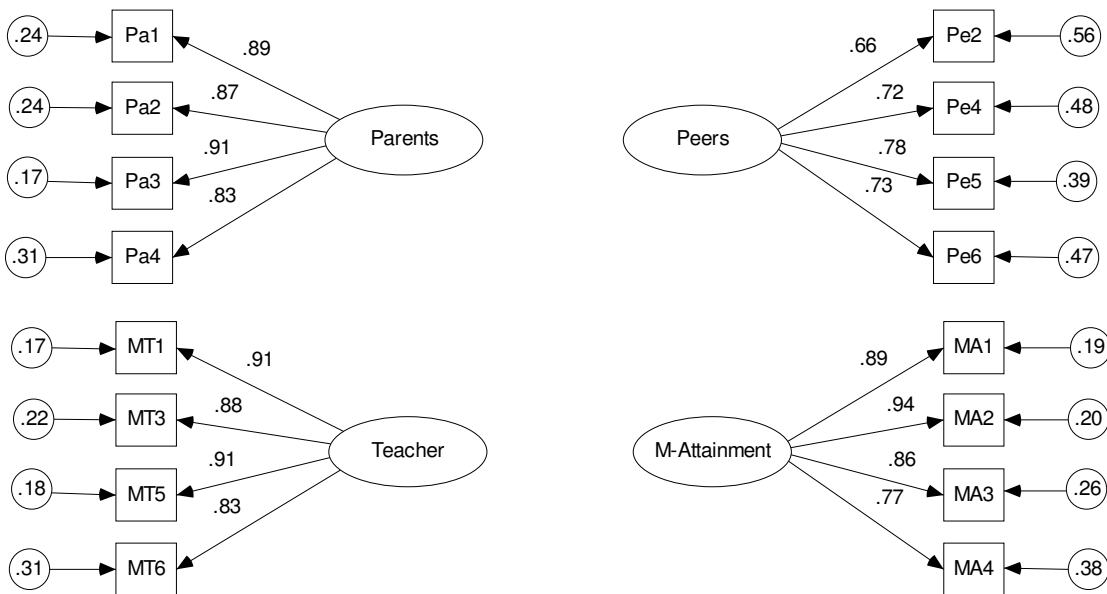 .24
Pa1
.89
.24
Pa2
.87
.17
Pa3
.91
.31
Pa4
.83
Parents
Peers
.66
Pe2
.56
.72
Pe4
.48
.78
Pe5
.39
.73
Pe6
.47
.17
MT1
.91
.22
MT3
.88
.18
MT5
.91
.31
MT6
.83
Teacher
M-Attainment
.89
MA1
.19
.94
MA2
.20
.86
MA3
.26
.77
MA4
.38